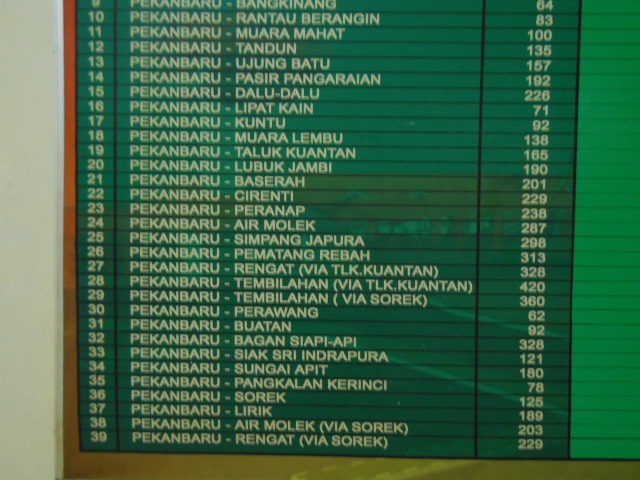 9 PEKANBARU - BANGKINANG 64
10 PEKANBARU - RANTAU BERANGIN 83
11 PEKANBARU - MUARA MAHAT 100
12 PEKANBARU - TANDUN 135
13 PEKANBARU - UJUNG BATU 157
14 PEKANBARU - PASIR PANGARAIAN 192
15 PEKANBARU - DALU-DALU 226
16 PEKANBARU - LIPAT KAIN 71
17 PEKANBARU - KUNTU 92
18 PEKANBARU - MUARA LEMBU 138
19 PEKANBARU - TALUK KUANTAN 165
20 PEKANBARU - LUBUK JAMBI 190
21 PEKANBARU - BASERAH 201
22 PEKANBARU - CIRENTI 229
23 PEKANBARU - PERANAP 238
24 PEKANBARU - AIR MOLEK 287
25 PEKANBARU - SIMPANG JAPURA 298
26 PEKANBARU - PEMATANG REBAH 313
27 PEKANBARU - RENGAT (VIA TLK.KUANTAN) 328
28 PEKANBARU - TEMBILAHAN (VIA TLK.KUANTAN) 420
29 PEKANBARU - TEMBILAHAN ( VIA SOREK) 360
30 PEKANBARU - PERAWANG 62
31 PEKANBARU - BUATAN 92
32 PEKANBARU - BAGAN SIAPI-API 328
33 PEKANBARU - SIAK SRI INDRAPURA 121
34 PEKANBARU - SUNGAI APIT 180
35 PEKANBARU - PANGKALAN KERINCI 78
36 PEKANBARU - SOREK 125
37 PEKANBARU - LIRIK 189
38 PEKANBARU - AIR MOLEK (VIA SOREK) 203
39 PEKANBARU - RENGAT (VIA SOREK) 229